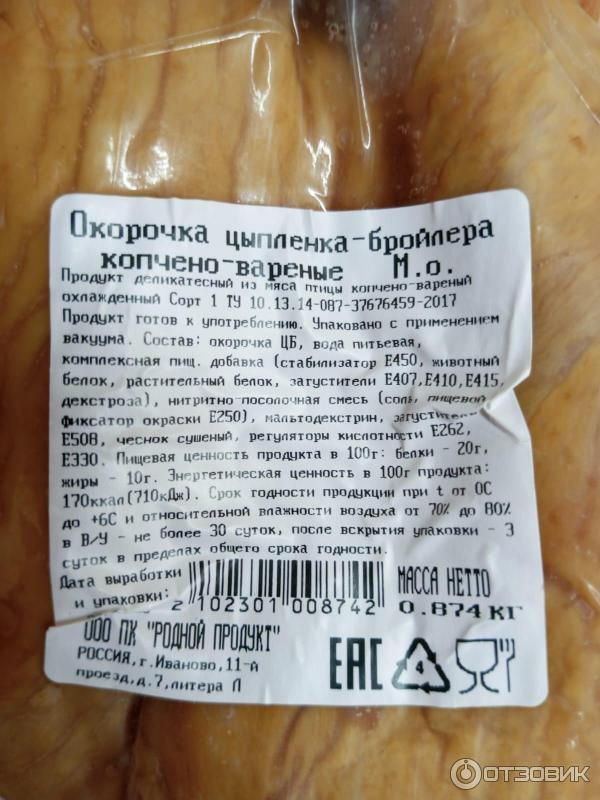 Окорочка цыпленка-бройлера
копчено-вареные М.о.
Продукт деликатесный из мяса птицы копчено-вареный
охлажденный Сорт 1 ТУ 10.13.14-087-37676459-2017
Продукт готов к употреблению. Упаковано с применением
вакуума. Состав: окорочка ЦБ, вода питьевая,
комплексная пищ. добавка (стабилизатор Е450, животный
белок, растительный белок, загустители Е407,Е410,Е415,
декстроза), нитритно-посолочная смесь (соль, пищевой
фиксатор окраски Е250), мальтодекстрин,
Е508, чеснок сушеный, регуляторы кислотности Е262,
Е330. Пищевая ценность продукта в 100г: белки - 20г,
жиры - 10г. Энергетическая ценность в 100г продукта:
170ккал(710кДж). Срок годности продукции при t от 0С
до +6С и относительной влажности воздуха от 70% до 80%
в В/У - не более 30 суток, после вскрытия упаковки - 3
суток в пределах общего срока годности.
Дата выработки
и упаковки:
2 102301 008742
МАССА НЕТТО
0.874 кг
ООО ПК "РОДНОЙ ПРОДУКТ"
РОССИЯ,г.Иваново,11-й
проезд,д.7,литера Л
ЕАС
4
ОТЗОВИК